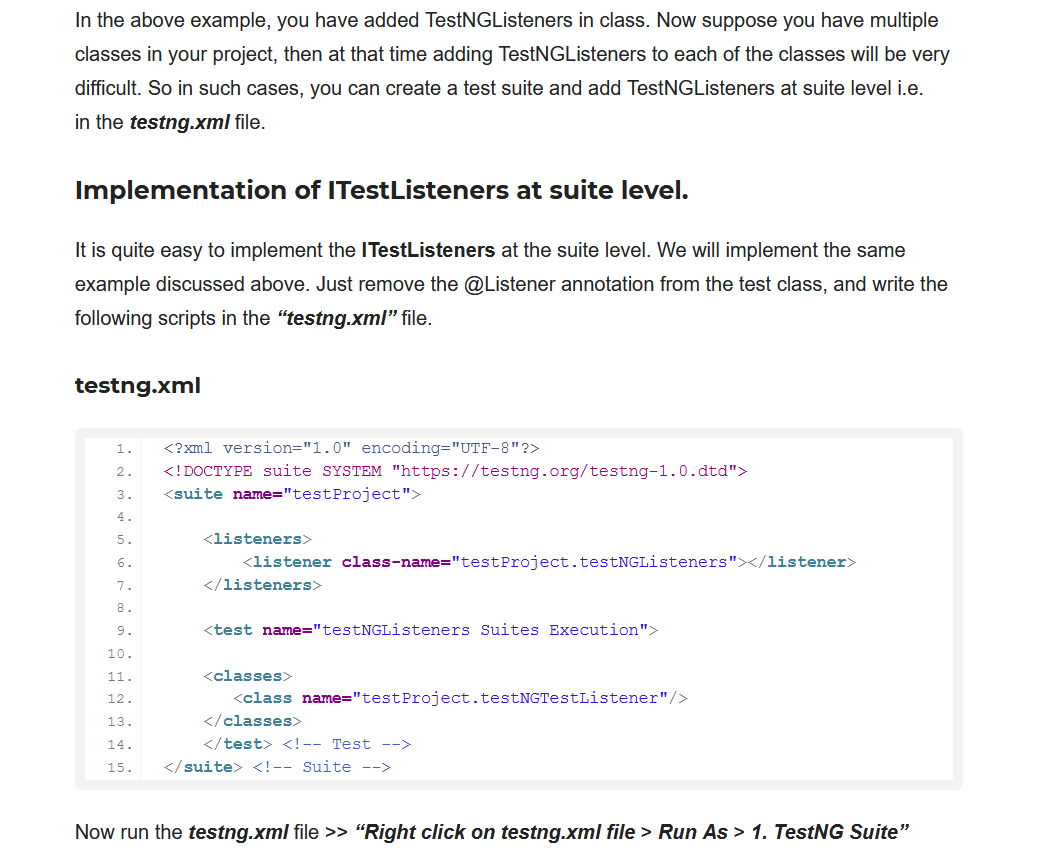 In the above example, you have added TestNGListeners in class. Now suppose you have multiple
classes in your project, then at that time adding TestNGListeners to each of the classes will be very
difficult. So in such cases, you can create a test suite and add TestNGListeners at suite level i.e.
in the testng.xml file.
Implementation of ITestListeners at suite level.
It is quite easy to implement the ITestListeners at the suite level. We will implement the same
example discussed above. Just remove the @Listener annotation from the test class, and write the
following scripts in the “testng.xml” file.
testng.xml
1. <?xml version="1.0" encoding="UTF-8"?>
2. <!DOCTYPE suite SYSTEM "https://testng.org/testng-1.0.dtd">
3. <suite name="testProject">
4.
5. <listeners>
6. <listener class-name="testProject.testNGListeners"></listener>
7. </listeners>
8.
9. <test name="testNGListeners Suites Execution">
10.
11. <classes>
12. <class name="testProject.testNGTestListener"/>
13. </classes>
14. </test> <!-- Test -->
15. </suite> <!-- Suite -->
Now run the testng.xml file >> “Right click on testng.xml file > Run As > 1. TestNG Suite”